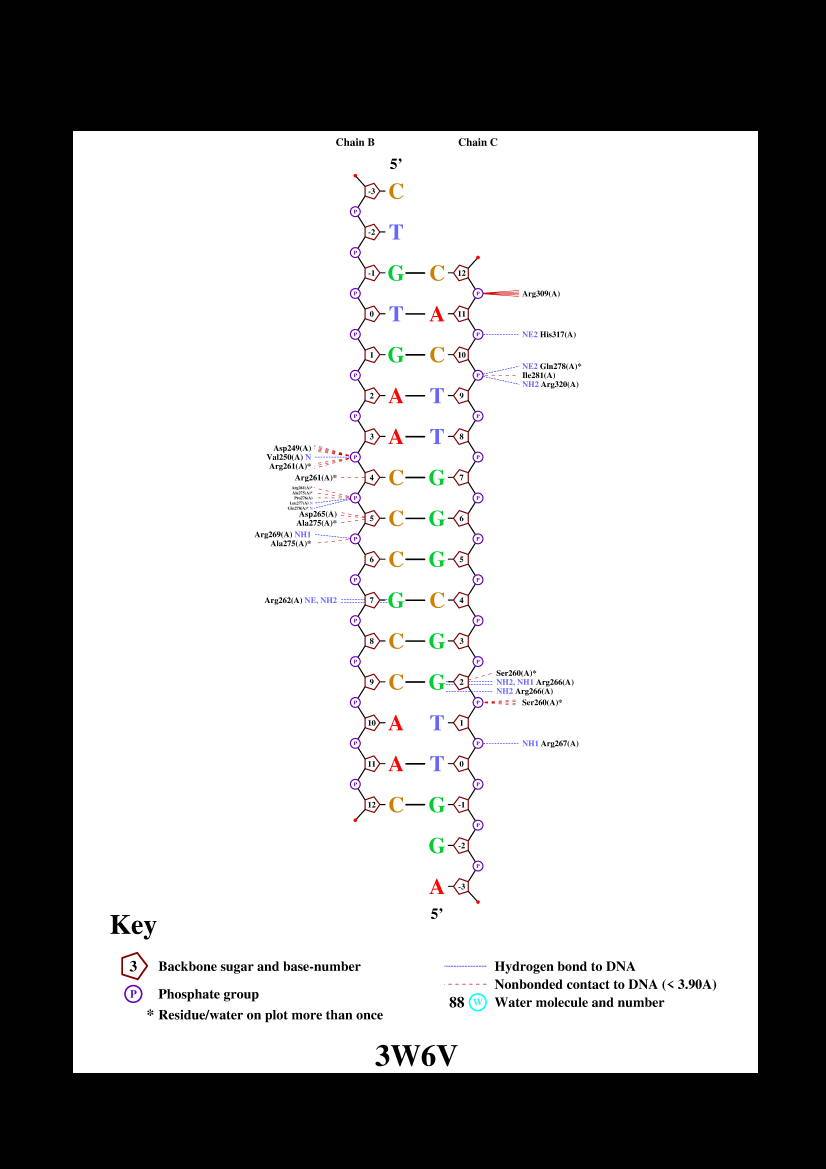 Chain B Chain C
5’
-3 C
P
-2 T
P
-1 G C 12
P P Arg309(A)
0 T A 11
P P NE2 His317(A)
1 G C 10
NE2 Gln278(A)*
P P Ile281(A)
NH2 Arg320(A)
2 A T 9
P P
3 A T 8
Asp249(A)
Val250(A) N P P
Arg261(A)*
Arg261(A)* 4 C G 7
P P
Asp265(A) 5 C G 6
Ala275(A)*
Arg269(A) NH1 P P
Ala275(A)*
6 C G 5
P P
Arg262(A) NE, NH2 7 G C 4
P P
8 C G 3
P P
Ser260(A)*
9 C G 2 NH2, NH1 Arg266(A)
NH2 Arg266(A)
P P Ser260(A)*
10 A T 1
P P NH1 Arg267(A)
11 A T 0
P P
12 C G -1
P
G -2
P
A -3
5’
Key
3 Backbone sugar and base-number
P Phosphate group
* Residue/water on plot more than once
Hydrogen bond to DNA
Nonbonded contact to DNA (< 3.90A)
88 W Water molecule and number
3W6V